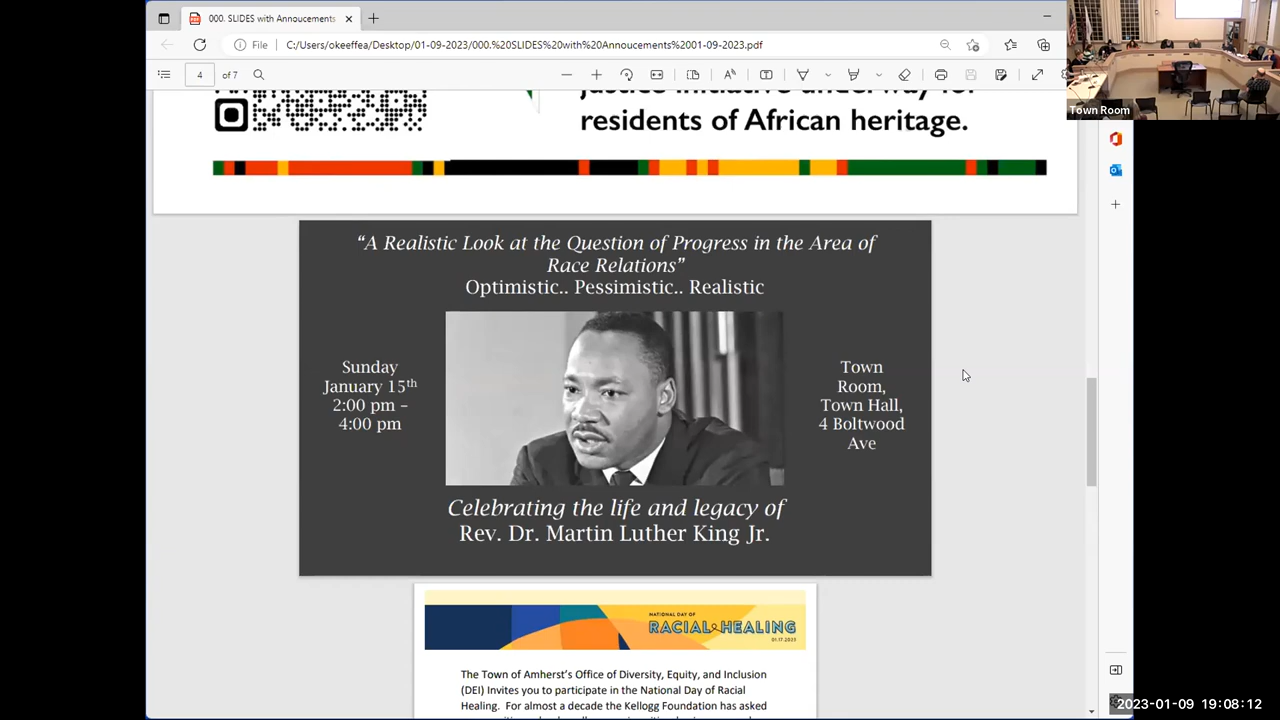 000. SLIDES with Annoucements
File
C:/Users/okeeffea/Desktop/01-09-2023/000.%20SLIDES%20with%20Annoucements%2001-09-2023.pdf
4 of 7
Town Room
residents of African heritage.
“A Realistic Look at the Question of Progress in the Area of
Race Relations”
Optimistic.. Pessimistic.. Realistic
Sunday
January 15th
2:00 pm –
4:00 pm
Town
Room,
Town Hall,
4 Boltwood
Ave
Celebrating the life and legacy of
Rev. Dr. Martin Luther King Jr.
NATIONAL DAY OF
RACIAL HEALING
01.17.2023
The Town of Amherst’s Office of Diversity, Equity, and Inclusion
(DEI) Invites you to participate in the National Day of Racial
Healing. For almost a decade the Kellogg Foundation has asked
2023-01-09 19:08:12